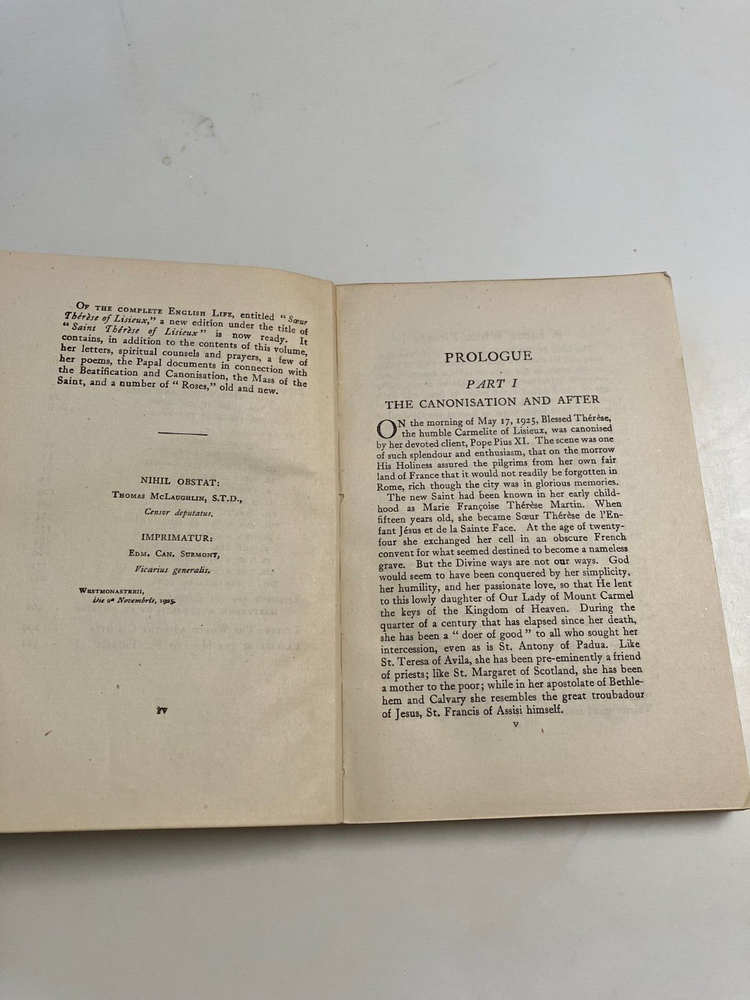 Of the complete English Life, entitled "Sœur
Thérèse of Lisieux," a new edition under the title of
"Saint Thérèse of Lisieux" is now ready. It
contains, in addition to the contents of this volume,
her letters, spiritual counsels and prayers, a few of
her poems, the Papal documents in connection with
the Beatification and Canonisation, the Mass of the
Saint, and a number of "Roses," old and new.
NIHIL OBSTAT:
Thomas McLaughlin, S.T.D.,
Censor deputatus.
IMPRIMATUR:
Edm. Can. Surmont,
Vicarius generalis.
Westmonasterii,
Die 2ª Novembris, 1925.
iv
PROLOGUE
PART I
THE CANONISATION AND AFTER
ON the morning of May 17, 1925, Blessed Thérèse,
the humble Carmelite of Lisieux, was canonised
by her devoted client, Pope Pius XI. The scene was one
of such splendour and enthusiasm, that on the morrow
His Holiness assured the pilgrims from her own fair
land of France that it would not readily be forgotten in
Rome, rich though the city was in glorious memories.
The new Saint had been known in her early child-
hood as Marie Françoise Thérèse Martin. When
fifteen years old, she became Sœur Thérèse de l'En-
fant Jésus et de la Sainte Face. At the age of twenty-
four she exchanged her cell in an obscure French
convent for what seemed destined to become a nameless
grave. But the Divine ways are not our ways. God
would seem to have been conquered by her simplicity,
her humility, and her passionate love, so that He lent
to this lowly daughter of Our Lady of Mount Carmel
the keys of the Kingdom of Heaven. During the
quarter of a century that has elapsed since her death,
she has been a "doer of good" to all who sought her
intercession, even as is St. Antony of Padua. Like
St. Teresa of Avila, she has been pre-eminently a friend
of priests; like St. Margaret of Scotland, she has been
a mother to the poor; while in her apostolate of Bethle-
hem and Calvary she resembles the great troubadour
of Jesus, St. Francis of Assisi himself.
v